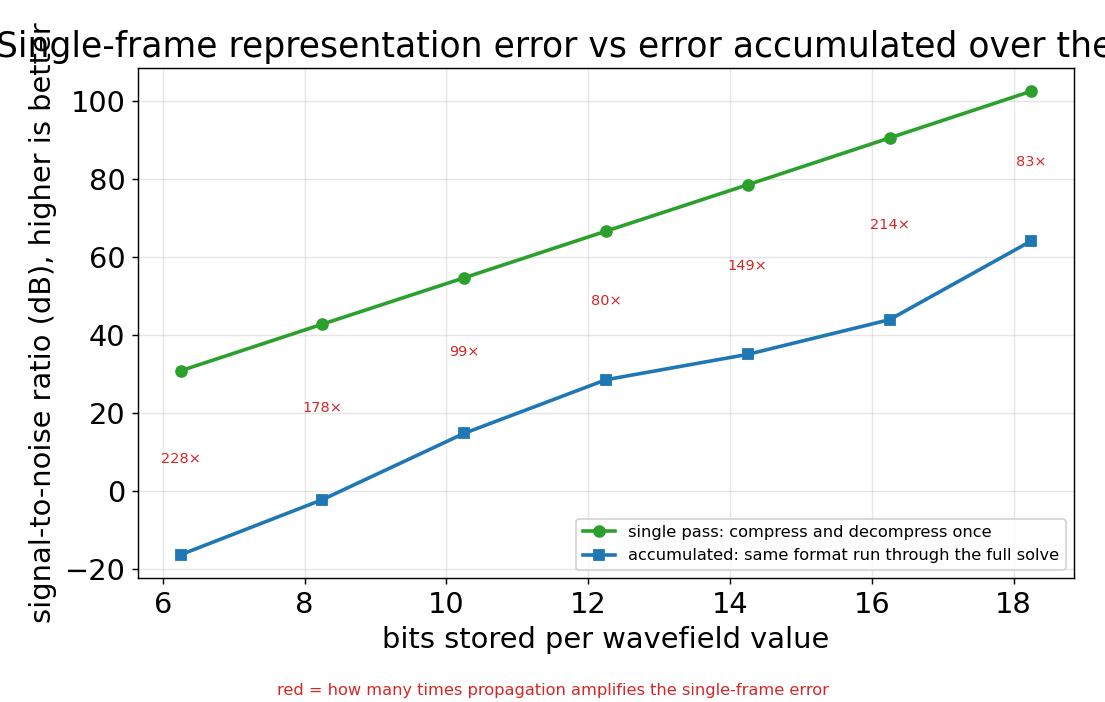 Single-frame representation error vs error accumulated over the
signal-to-noise ratio (dB), higher is better
100
80
60
40
20
0
−20
228×
178×
99×
80×
149×
214×
83×
single pass: compress and decompress once
accumulated: same format run through the full solve
6 8 10 12 14 16 18
bits stored per wavefield value
red = how many times propagation amplifies the single-frame error